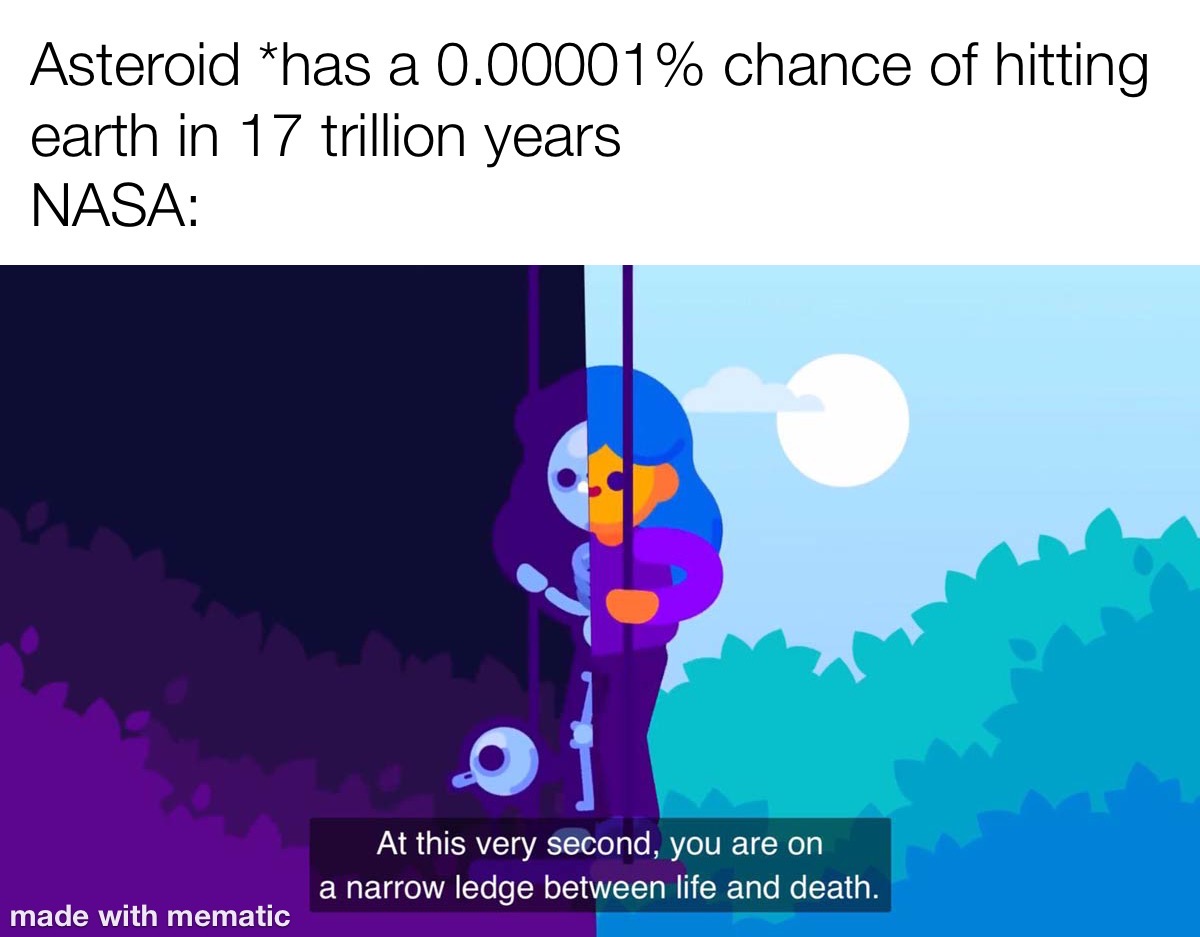 Asteroid *has a 0.00001% chance of hitting
earth in 17 trillion years
NASA:
At this very second, you are on
a narrow ledge between life and death.
made with mematic